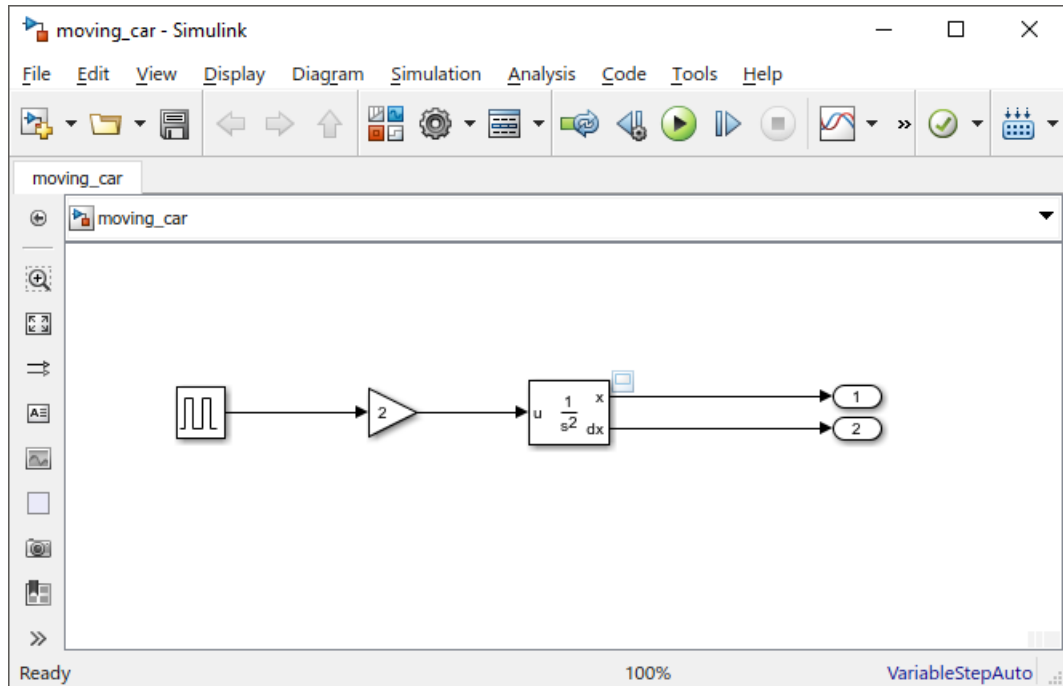 moving_car - Simulink
File Edit View Display Diagram Simulation Analysis Code Tools Help
moving_car
moving_car
A
2
u 1 s2 x dx
1
2
Ready 100% VariableStepAuto